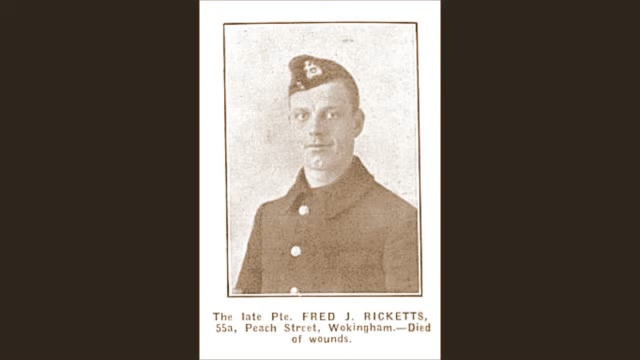 The late Pte. FRED J. RICKETTS,
55a, Peach Street, Wokingham.—Died
of wounds.